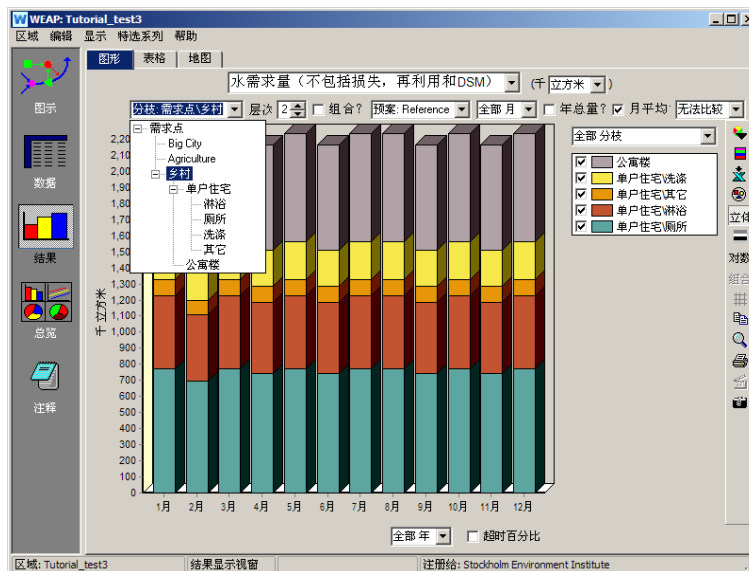 WEAP: Tutorial_test3
区域 编辑 显示 特选系列 帮助
图形 表格 地图
水需求量（不包括损失，再利用和DSM） (千 立方米 )
分枝: 需求点\乡村 层次 2 组合? 预案: Reference 全部 月 年总量? 月平均 无法比较
需求点
Big City
Agriculture
乡村
单户住宅
淋浴
厕所
洗涤
其它
公寓楼
图示
数据
结果
总览
注释
全部 分枝
公寓楼
单户住宅\洗涤
单户住宅\其它
单户住宅\淋浴
单户住宅\厕所
立体
对数
组合
千 立方米
2,20
2,10
2,00
1,90
1,80
1,70
1,60
1,50
1,40
1,300
1,200
1,100
1,000
900
800
700
600
500
400
300
200
100
0
1月 2月 3月 4月 5月 6月 7月 8月 9月 10月 11月 12月
全部 年 超时百分比
区域: Tutorial_test3 结果显示视窗 注册给: Stockholm Environment Institute